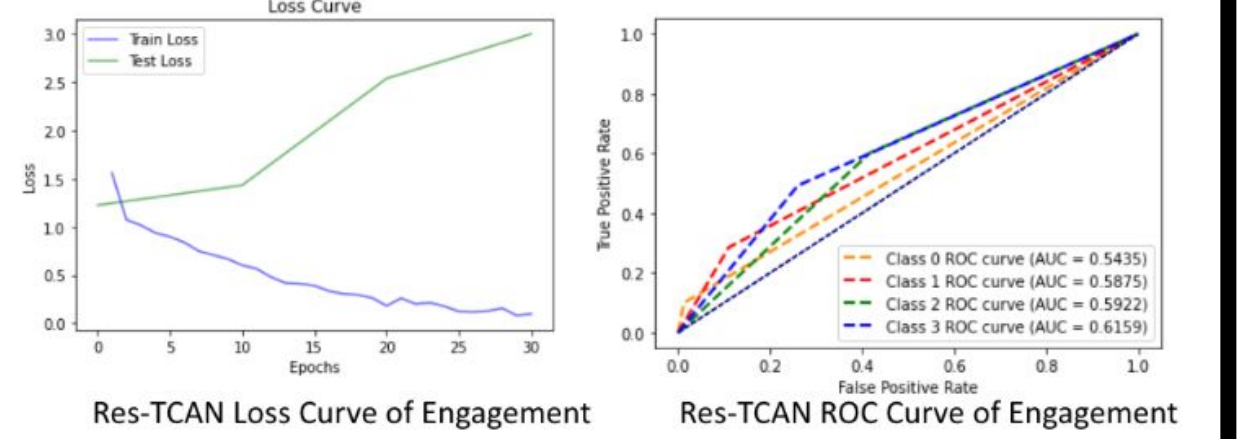 Loss Curve
3.0
2.5
2.0
1.5
1.0
0.5
0.0
Loss
Train Loss
Test Loss
0 5 10 15 20 25 30
Epochs
Res-TCAN Loss Curve of Engagement
1.0
0.8
0.6
0.4
0.2
0.0
True Positive Rate
Class 0 ROC curve (AUC = 0.5435)
Class 1 ROC curve (AUC = 0.5875)
Class 2 ROC curve (AUC = 0.5922)
Class 3 ROC curve (AUC = 0.6159)
0.0 0.2 0.4 0.6 0.8 1.0
False Positive Rate
Res-TCAN ROC Curve of Engagement